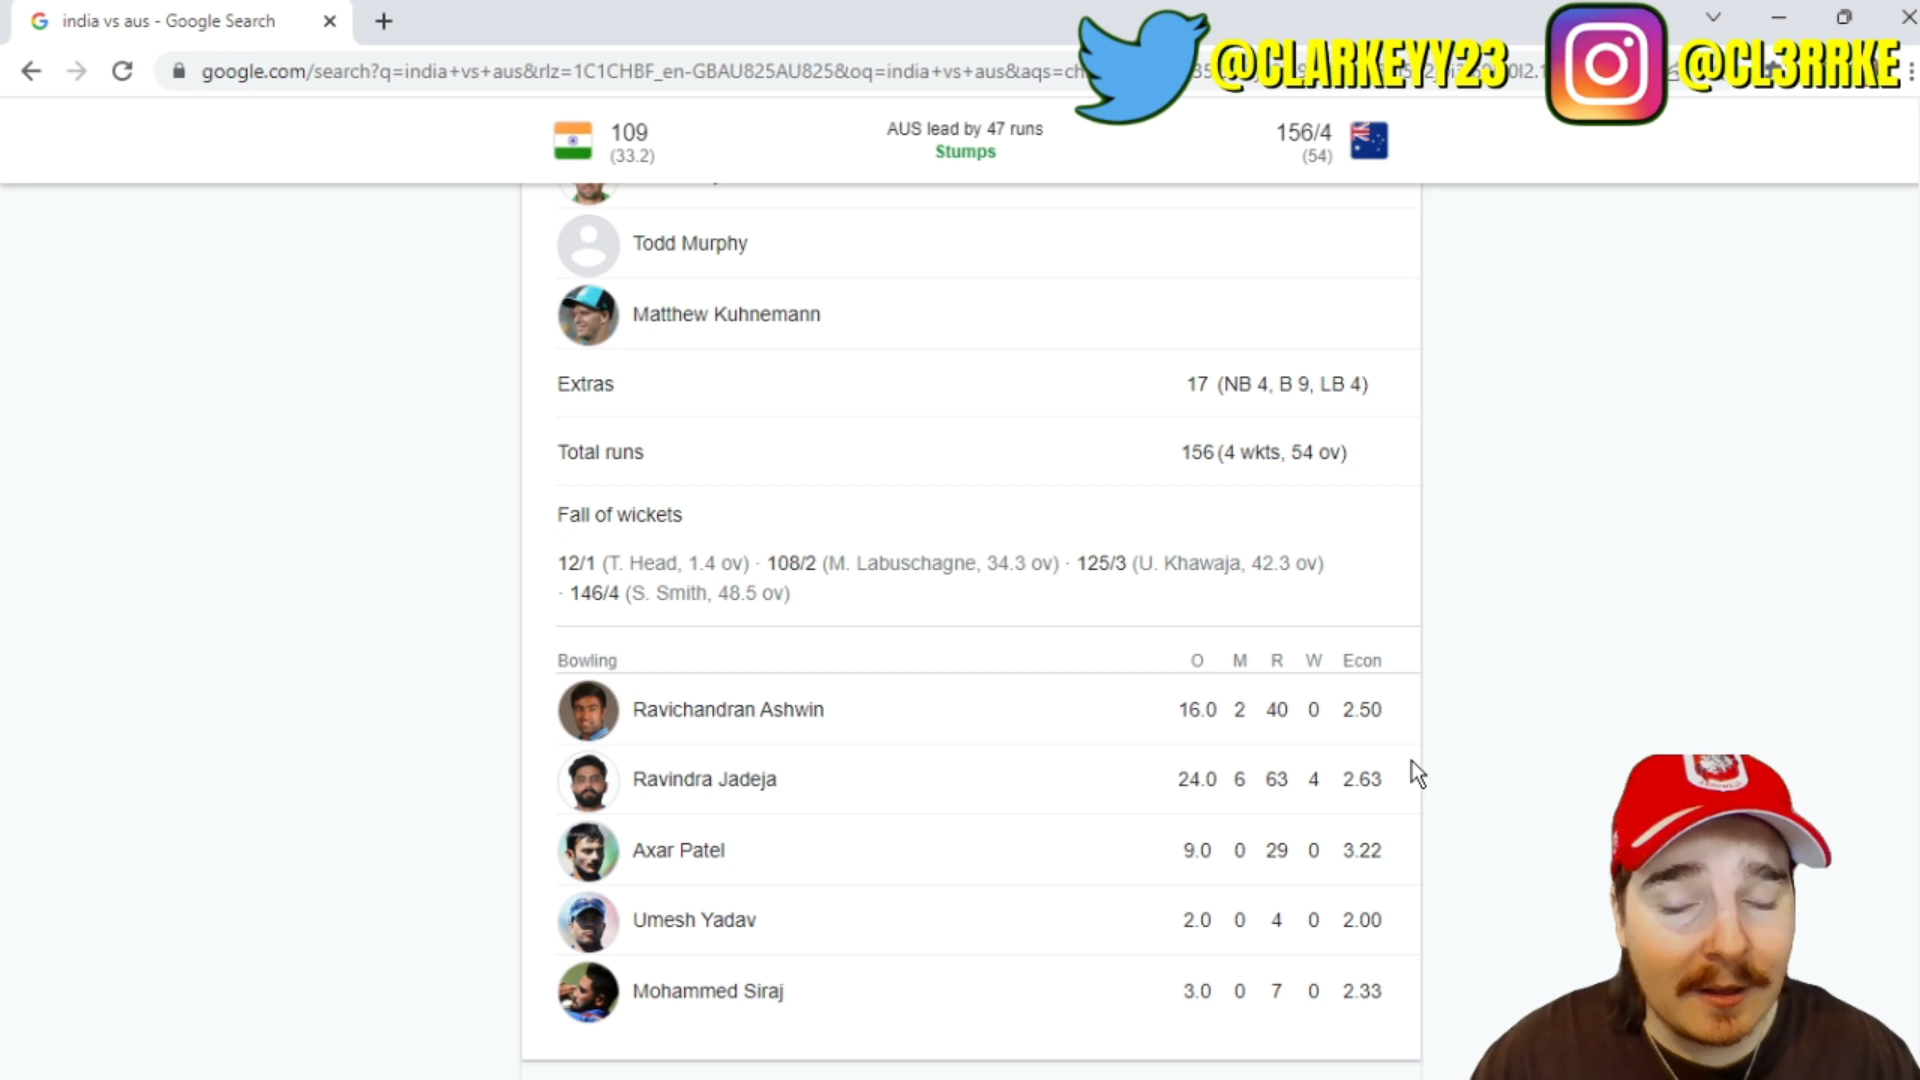 india vs aus - Google Search
google.com/search?q=india+vs+aus&rlz=1C1CHBF_en-GBAU825AU825&oq=india+vs+aus&aqs=ch
@CLARKEYY23
@CL3RRKE
109
(33.2)
AUS lead by 47 runs
Stumps
156/4
(54)
Todd Murphy
Matthew Kuhnemann
Extras 17 (NB 4, B 9, LB 4)
Total runs 156 (4 wkts, 54 ov)
Fall of wickets
12/1 (T. Head, 1.4 ov) · 108/2 (M. Labuschagne, 34.3 ov) · 125/3 (U. Khawaja, 42.3 ov)
· 146/4 (S. Smith, 48.5 ov)
Bowling O M R W Econ
Ravichandran Ashwin 16.0 2 40 0 2.50
Ravindra Jadeja 24.0 6 63 4 2.63
Axar Patel 9.0 0 29 0 3.22
Umesh Yadav 2.0 0 4 0 2.00
Mohammed Siraj 3.0 0 7 0 2.33